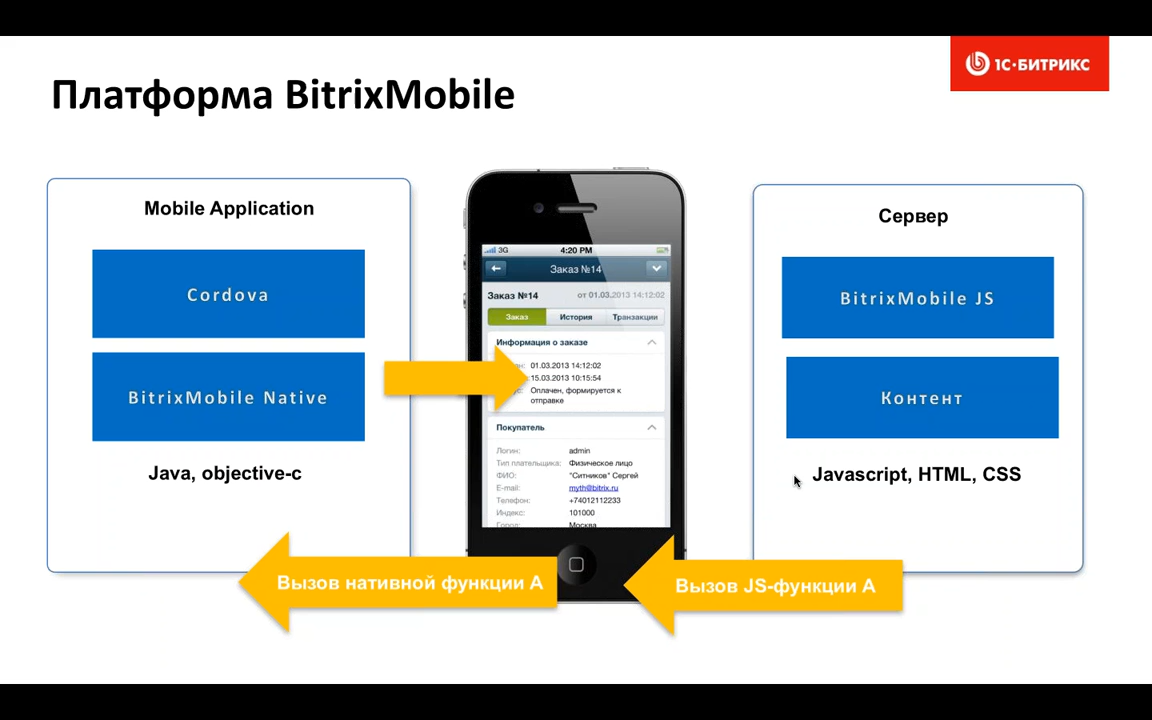 1С·БИТРИКС
Платформа BitrixMobile
Mobile Application
Cordova
BitrixMobile Native
Java, objective-c
3G
4:20 PM
Заказ №14
Заказ №14 от 01.03.2013 14:12:02
Заказ История Транзакции
Информация о заказе
01.03.2013 14:12:02
15.03.2013 10:15:54
Оплачен, формируется к
отправке
Покупатель
Логин: admin
Тип плательщика: Физическое лицо
ФИО: "Ситников" Сергей
E-mail: myth@bitrix.ru
Телефон: +74012112233
Индекс: 101000
Город: Москва
Сервер
BitrixMobile JS
Контент
Javascript, HTML, CSS
Вызов нативной функции А
Вызов JS-функции А